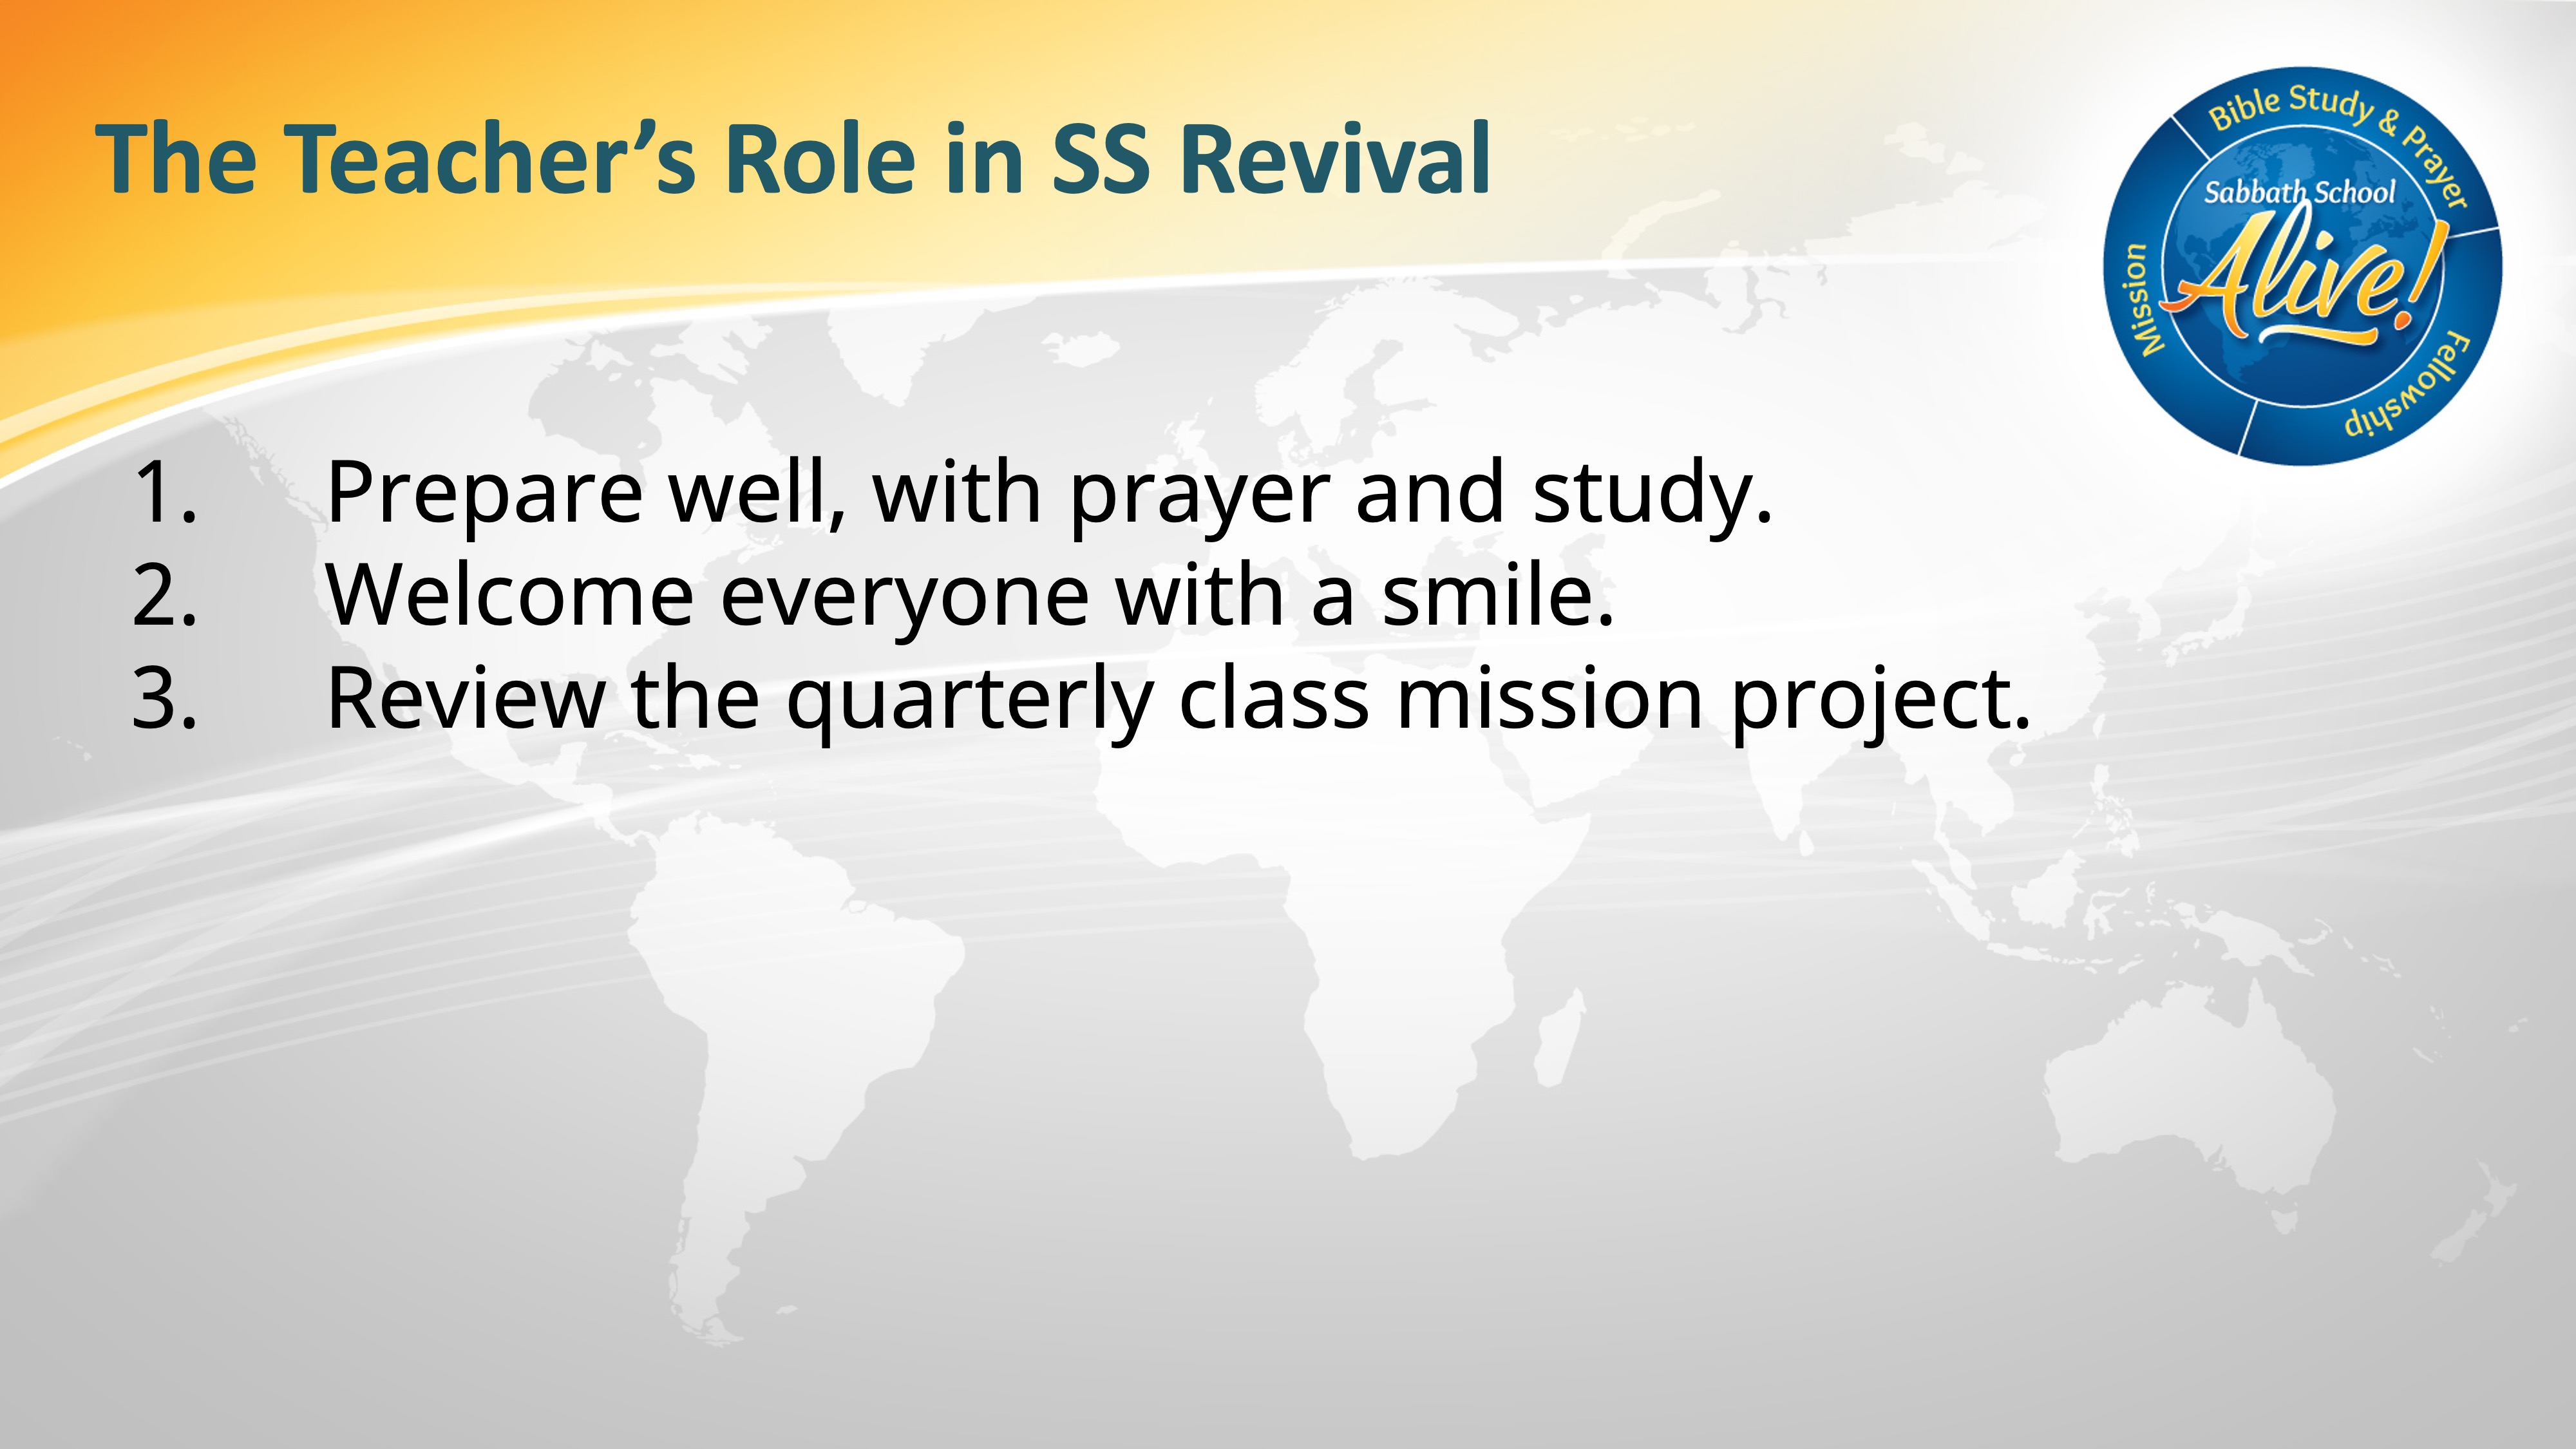 The Teacher’s Role in SS Revival
Bible Study & Prayer
Sabbath School
Alive!
Mission
Fellowship
1. Prepare well, with prayer and study.
2. Welcome everyone with a smile.
3. Review the quarterly class mission project.